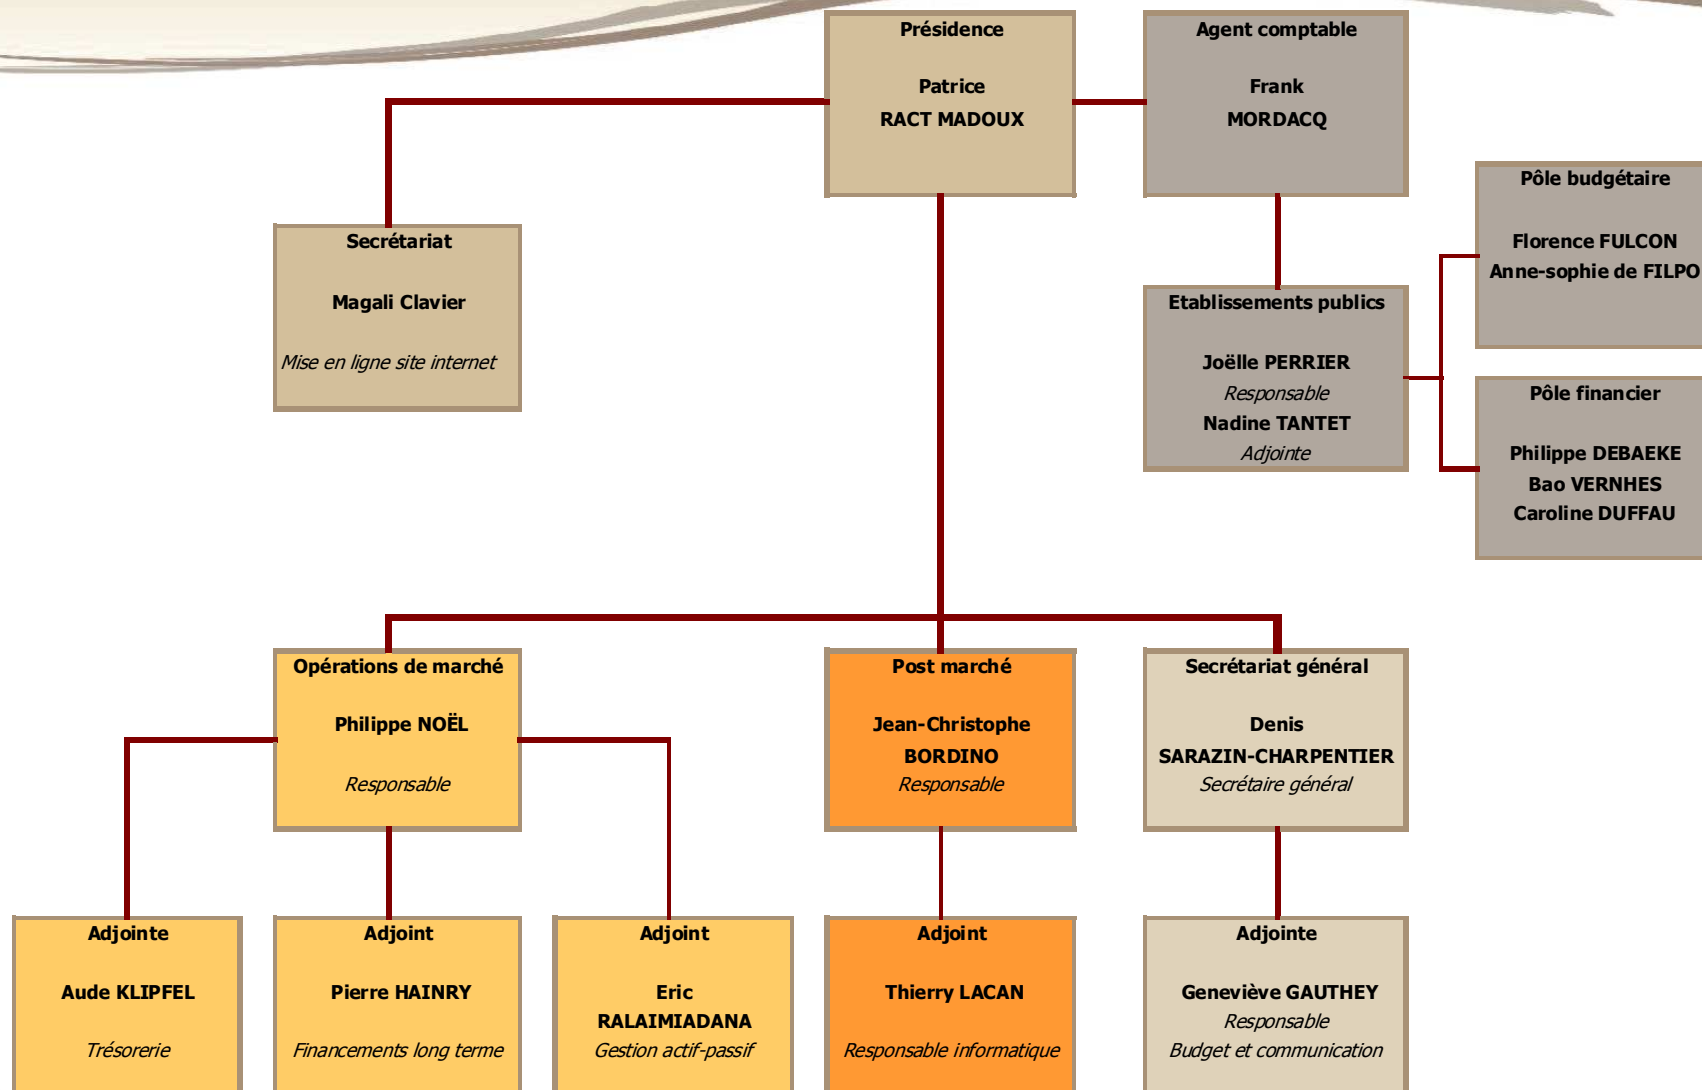 Présidence
Patrice
RACT MADOUX
Agent comptable
Frank
MORDACQ
Pôle budgétaire
Florence FULCON
Anne-sophie de FILPO
Secrétariat
Magali Clavier
Mise en ligne site internet
Etablissements publics
Joëlle PERRIER
Responsable
Nadine TANTET
Adjointe
Pôle financier
Philippe DEBAEKE
Bao VERNHES
Caroline DUFFAU
Opérations de marché
Philippe NOËL
Responsable
Post marché
Jean-Christophe
BORDINO
Responsable
Secrétariat général
Denis
SARAZIN-CHARPENTIER
Secrétaire général
Adjointe
Aude KLIPFEL
Trésorerie
Adjoint
Pierre HAINRY
Financements long terme
Adjoint
Eric
RALAIMIADANA
Gestion actif-passif
Adjoint
Thierry LACAN
Responsable informatique
Adjointe
Geneviève GAUTHEY
Responsable
Budget et communication